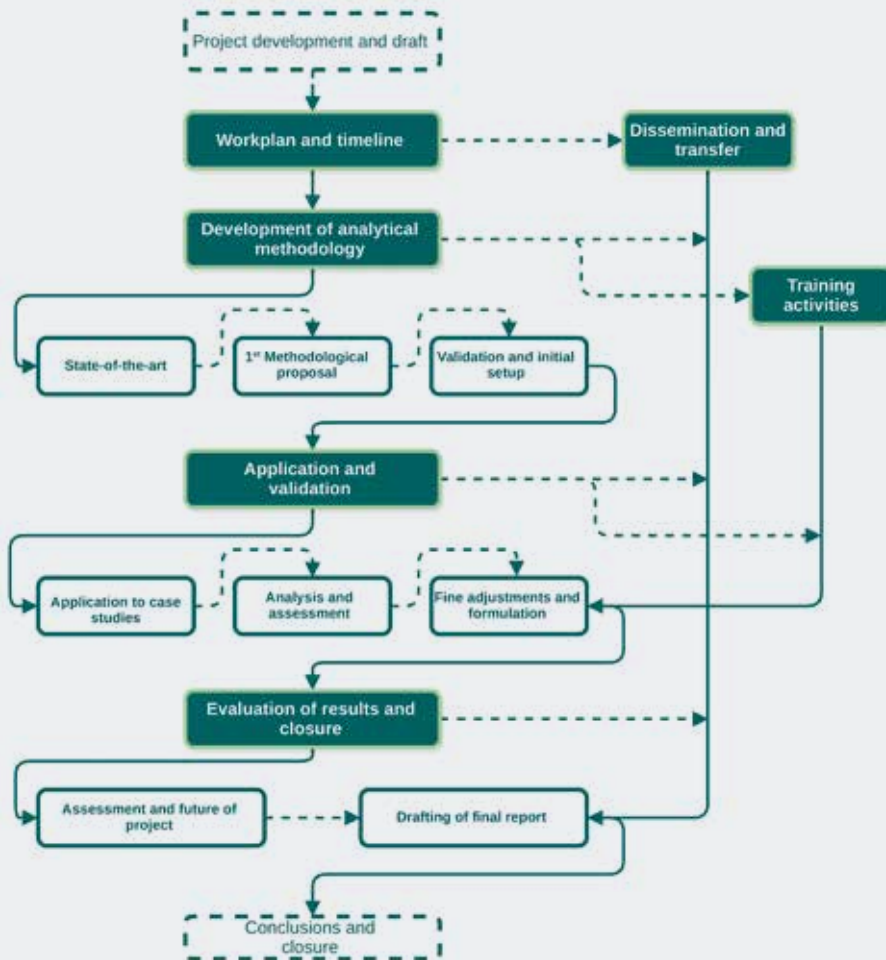 Project development and draft
Workplan and timeline
Dissemination and
transfer
Development of analytical
methodology
Training
activities
State-of-the-art
1st Methodological
proposal
Validation and initial
setup
Application and
validation
Application to case
studies
Analysis and
assessment
Fine adjustments and
formulation
Evaluation of results and
closure
Assessment and future of
project
Drafting of final report
Conclusions and
closure